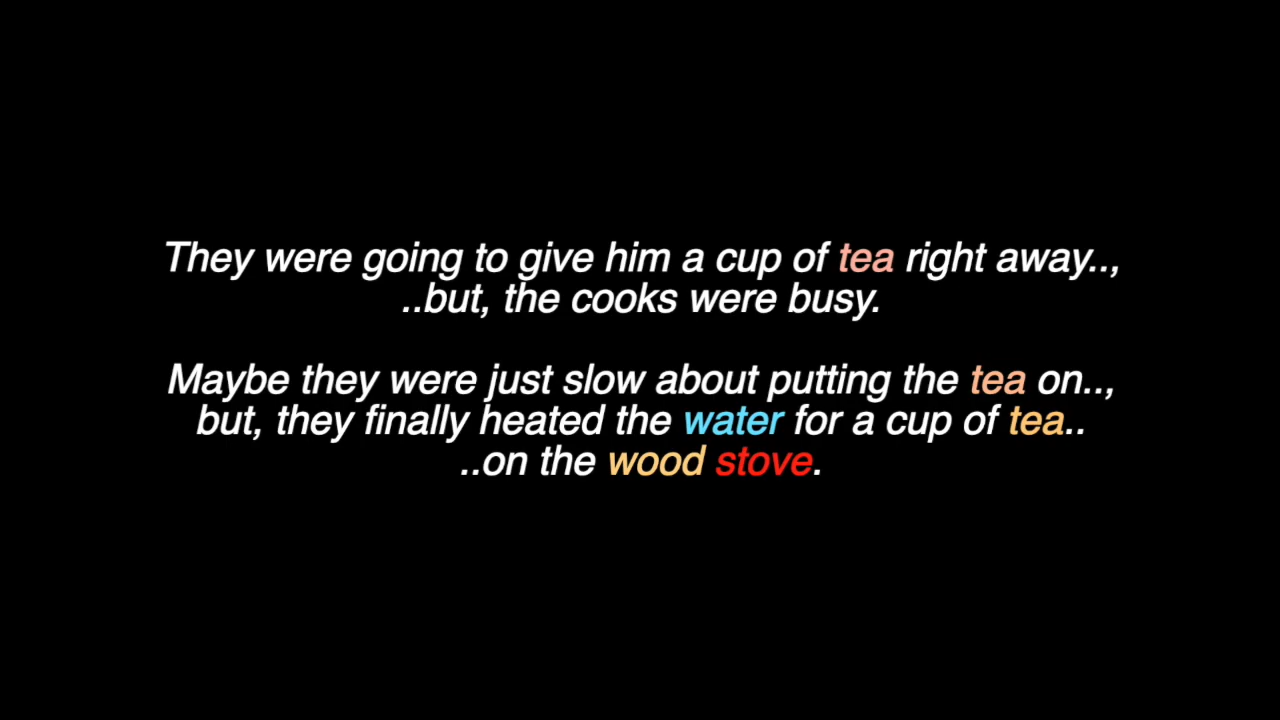 They were going to give him a cup of tea right away..,
..but, the cooks were busy.
Maybe they were just slow about putting the tea on..,
but, they finally heated the water for a cup of tea..
..on the wood stove.